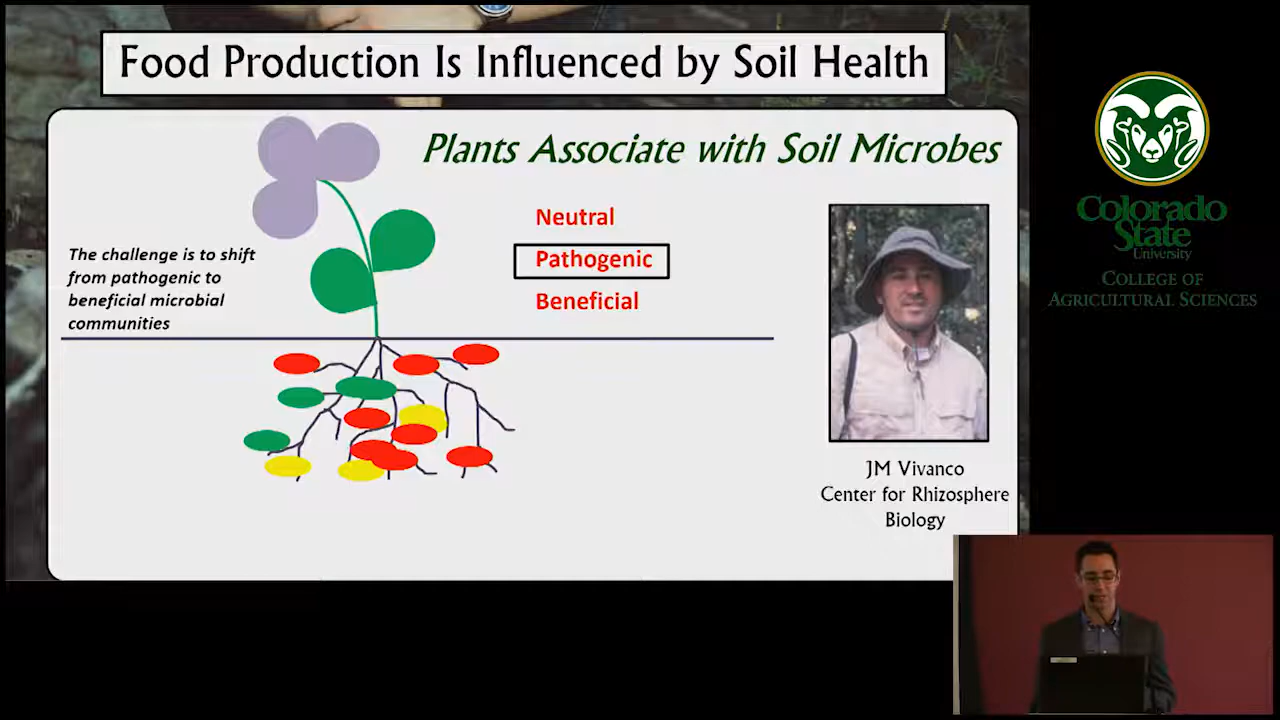 Food Production Is Influenced by Soil Health
Plants Associate with Soil Microbes
Neutral
Pathogenic
Beneficial
The challenge is to shift
from pathogenic to
beneficial microbial
communities
JM Vivanco
Center for Rhizosphere
Biology
Colorado
State
University
COLLEGE OF
AGRICULTURAL SCIENCES